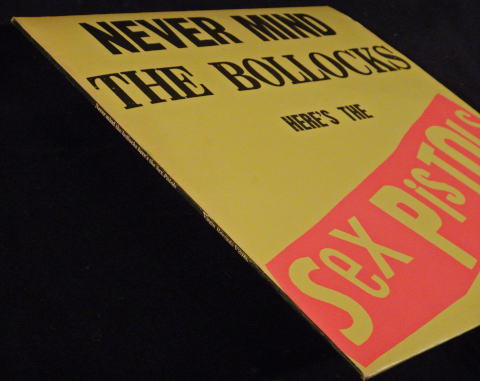 NEVER MIND
THE BOLLOCKS
HERE'S THE
SeX PiSTOLS